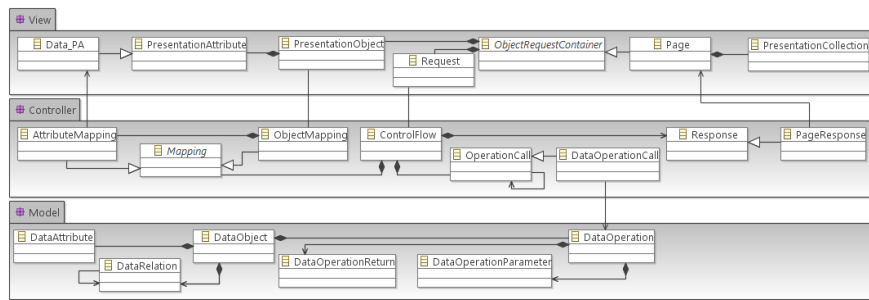 View
Data_PA
PresentationAttribute
PresentationObject
ObjectRequestContainer
Page
PresentationCollection
Request
Controller
AttributeMapping
ObjectMapping
ControlFlow
Response
PageResponse
Mapping
OperationCall
DataOperationCall
Model
DataAttribute
DataObject
DataOperation
DataRelation
DataOperationReturn
DataOperationParameter